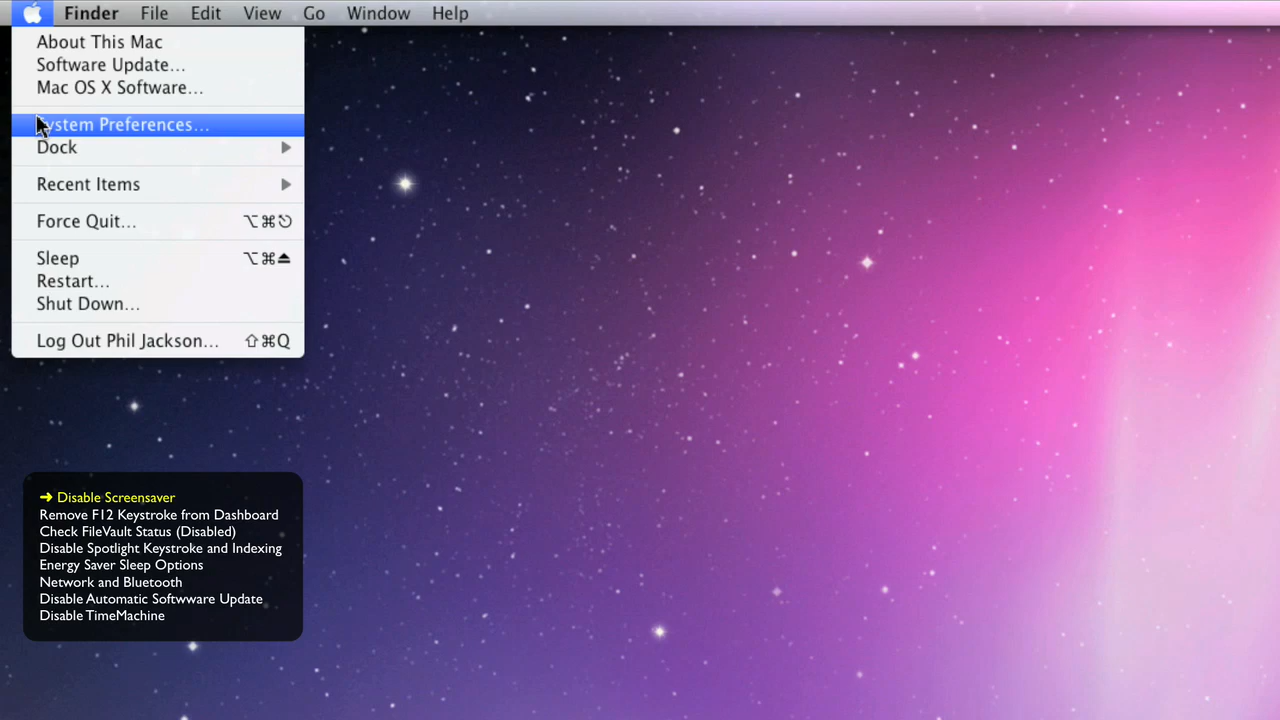 Finder File Edit View Go Window Help
About This Mac
Software Update...
Mac OS X Software...
System Preferences...
Dock
Recent Items
Force Quit... ⌥⌘⎋
Sleep ⌥⌘⏏
Restart...
Shut Down...
Log Out Phil Jackson... ⇧⌘Q
➜ Disable Screensaver
Remove F12 Keystroke from Dashboard
Check FileVault Status (Disabled)
Disable Spotlight Keystroke and Indexing
Energy Saver Sleep Options
Network and Bluetooth
Disable Automatic Softwware Update
Disable TimeMachine